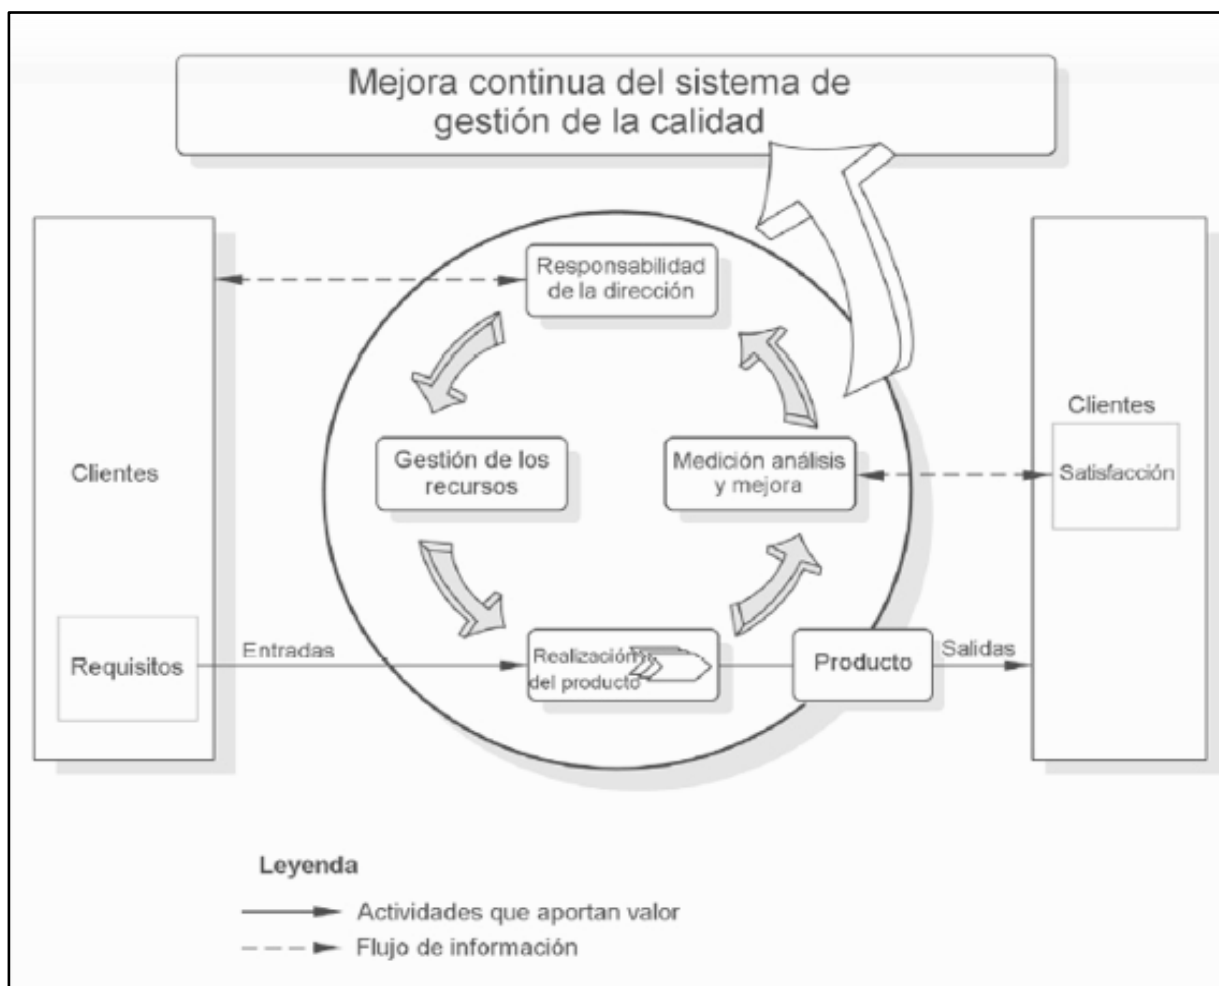 Mejora continua del sistema de
gestión de la calidad
Responsabilidad
de la dirección
Clientes
Gestión de los
recursos
Medición análisis
y mejora
Clientes
Satisfacción
Requisitos
Entradas
Realización
del producto
Producto
Salidas
Leyenda
Actividades que aportan valor
Flujo de información